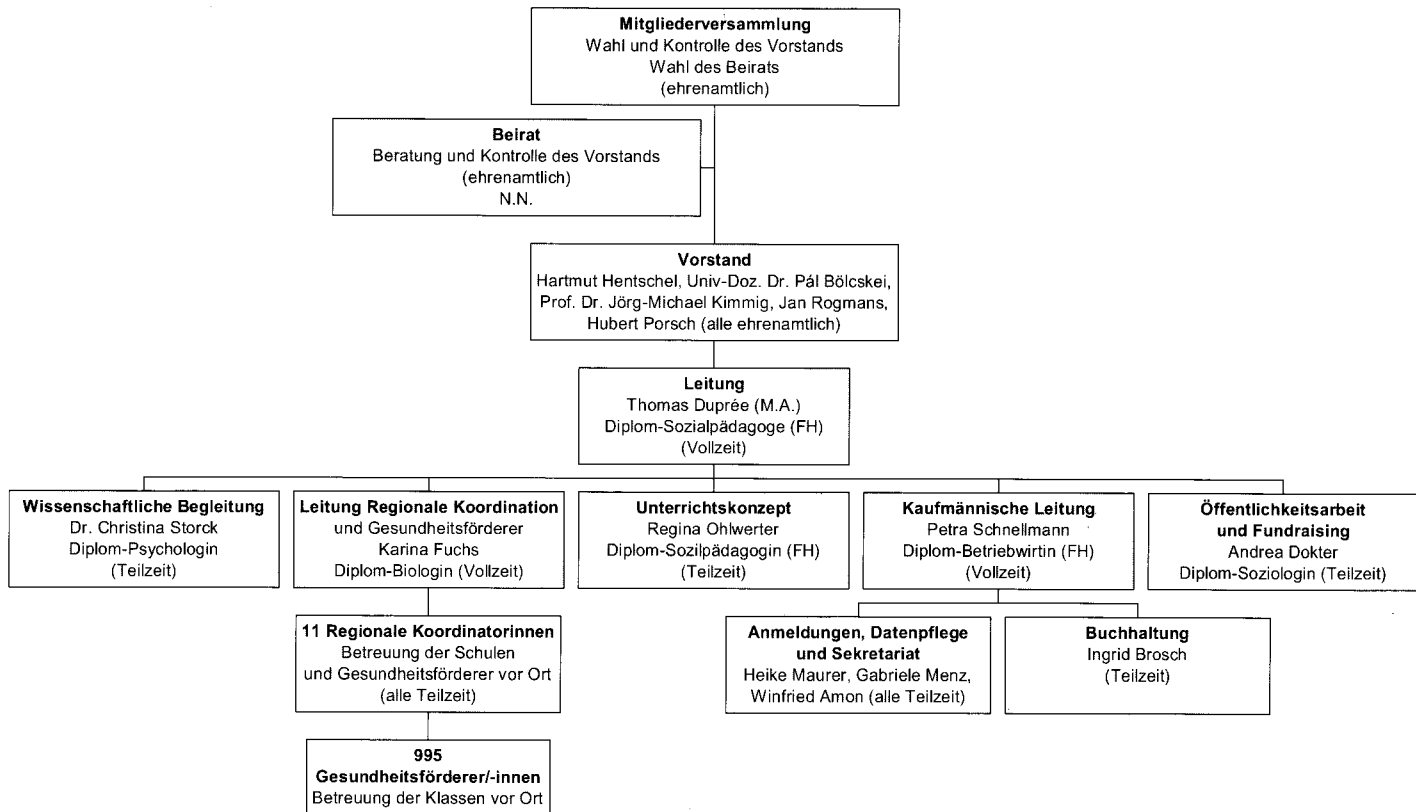 Mitgliederversammlung
Wahl und Kontrolle des Vorstands
Wahl des Beirats
(ehrenamtlich)
Beirat
Beratung und Kontrolle des Vorstands
(ehrenamtlich)
N.N.
Vorstand
Hartmut Hentschel, Univ-Doz. Dr. Pál Bölcskei,
Prof. Dr. Jörg-Michael Kimmig, Jan Rogmans,
Hubert Porsch (alle ehrenamtlich)
Leitung
Thomas Duprée (M.A.)
Diplom-Sozialpädagoge (FH)
(Vollzeit)
Wissenschaftliche Begleitung
Dr. Christina Storck
Diplom-Psychologin
(Teilzeit)
Leitung Regionale Koordination
und Gesundheitsförderer
Karina Fuchs
Diplom-Biologin (Vollzeit)
Unterrichtskonzept
Regina Ohlwerter
Diplom-Sozilpädagogin (FH)
(Teilzeit)
Kaufmännische Leitung
Petra Schnellmann
Diplom-Betriebwirtin (FH)
(Vollzeit)
Öffentlichkeitsarbeit
und Fundraising
Andrea Dokter
Diplom-Soziologin (Teilzeit)
11 Regionale Koordinatorinnen
Betreuung der Schulen
und Gesundheitsförderer vor Ort
(alle Teilzeit)
Anmeldungen, Datenpflege
und Sekretariat
Heike Maurer, Gabriele Menz,
Winfried Amon (alle Teilzeit)
Buchhaltung
Ingrid Brosch
(Teilzeit)
995
Gesundheitsförderer/-innen
Betreuung der Klassen vor Ort